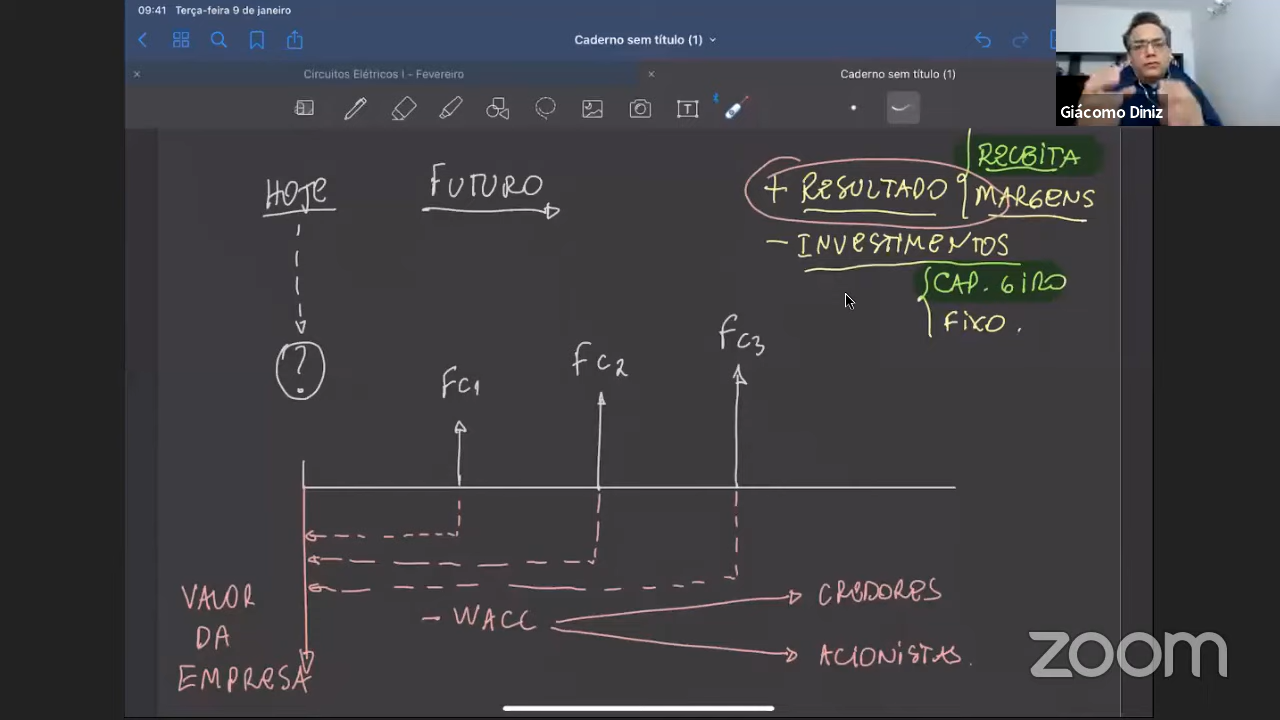 09:41 Terça-feira 9 de janeiro
Caderno sem título (1)
Circuitos Elétricos I - Fevereiro
Caderno sem título (1)
T
Giácomo Diniz
HOJE
FUTURO
RECEITA
+ RESULTADO
MARGENS
- INVESTIMENTOS
CAP. GIRO
FIXO.
?
FC1
FC2
FC3
VALOR
DA
EMPRESA
- WACC
CREDORES
ACIONISTAS.
zoom